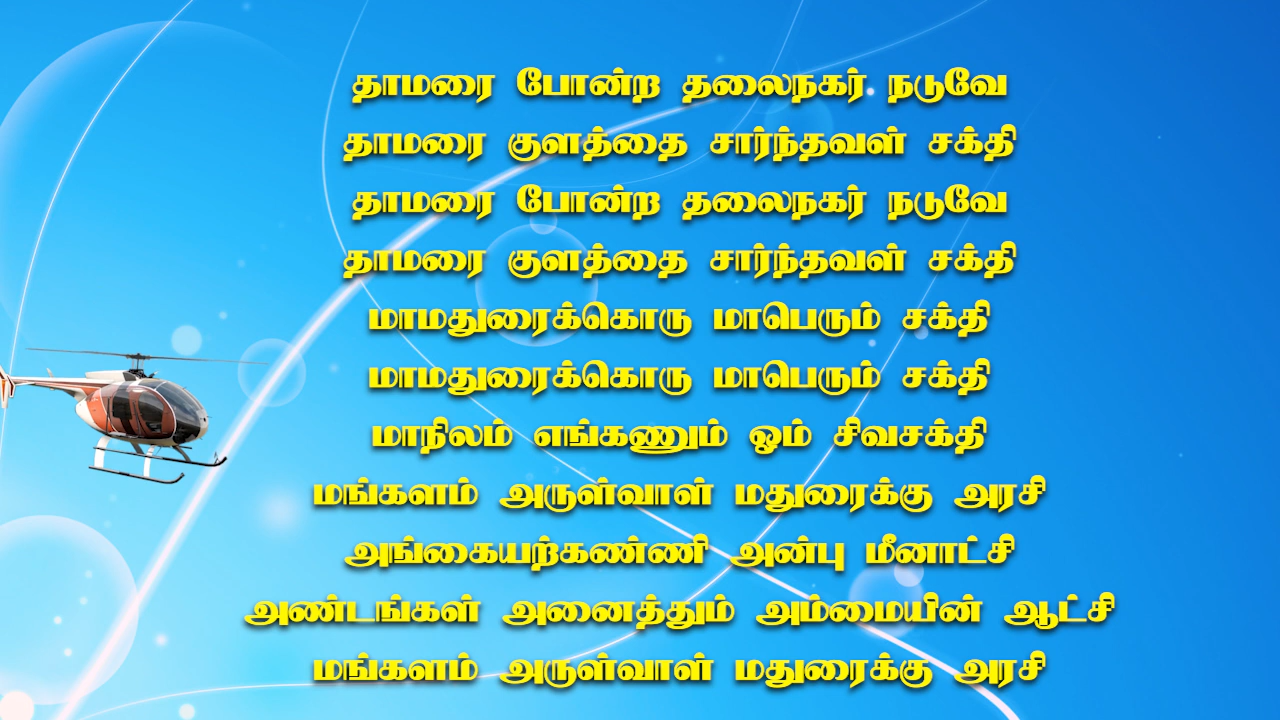 தாமரை போன்ற தலைநகர் நடுவே
தாமரை குளத்தை சார்ந்தவள் சக்தி
தாமரை போன்ற தலைநகர் நடுவே
தாமரை குளத்தை சார்ந்தவள் சக்தி
மாமதுரைக்கொரு மாபெரும் சக்தி
மாமதுரைக்கொரு மாபெரும் சக்தி
மாநிலம் எங்கணும் ஓம் சிவசக்தி
மங்களம் அருள்வாள் மதுரைக்கு அரசி
அங்கையற்கண்ணி அன்பு மீனாட்சி
அண்டங்கள் அனைத்தும் அம்மையின் ஆட்சி
மங்களம் அருள்வாள் மதுரைக்கு அரசி